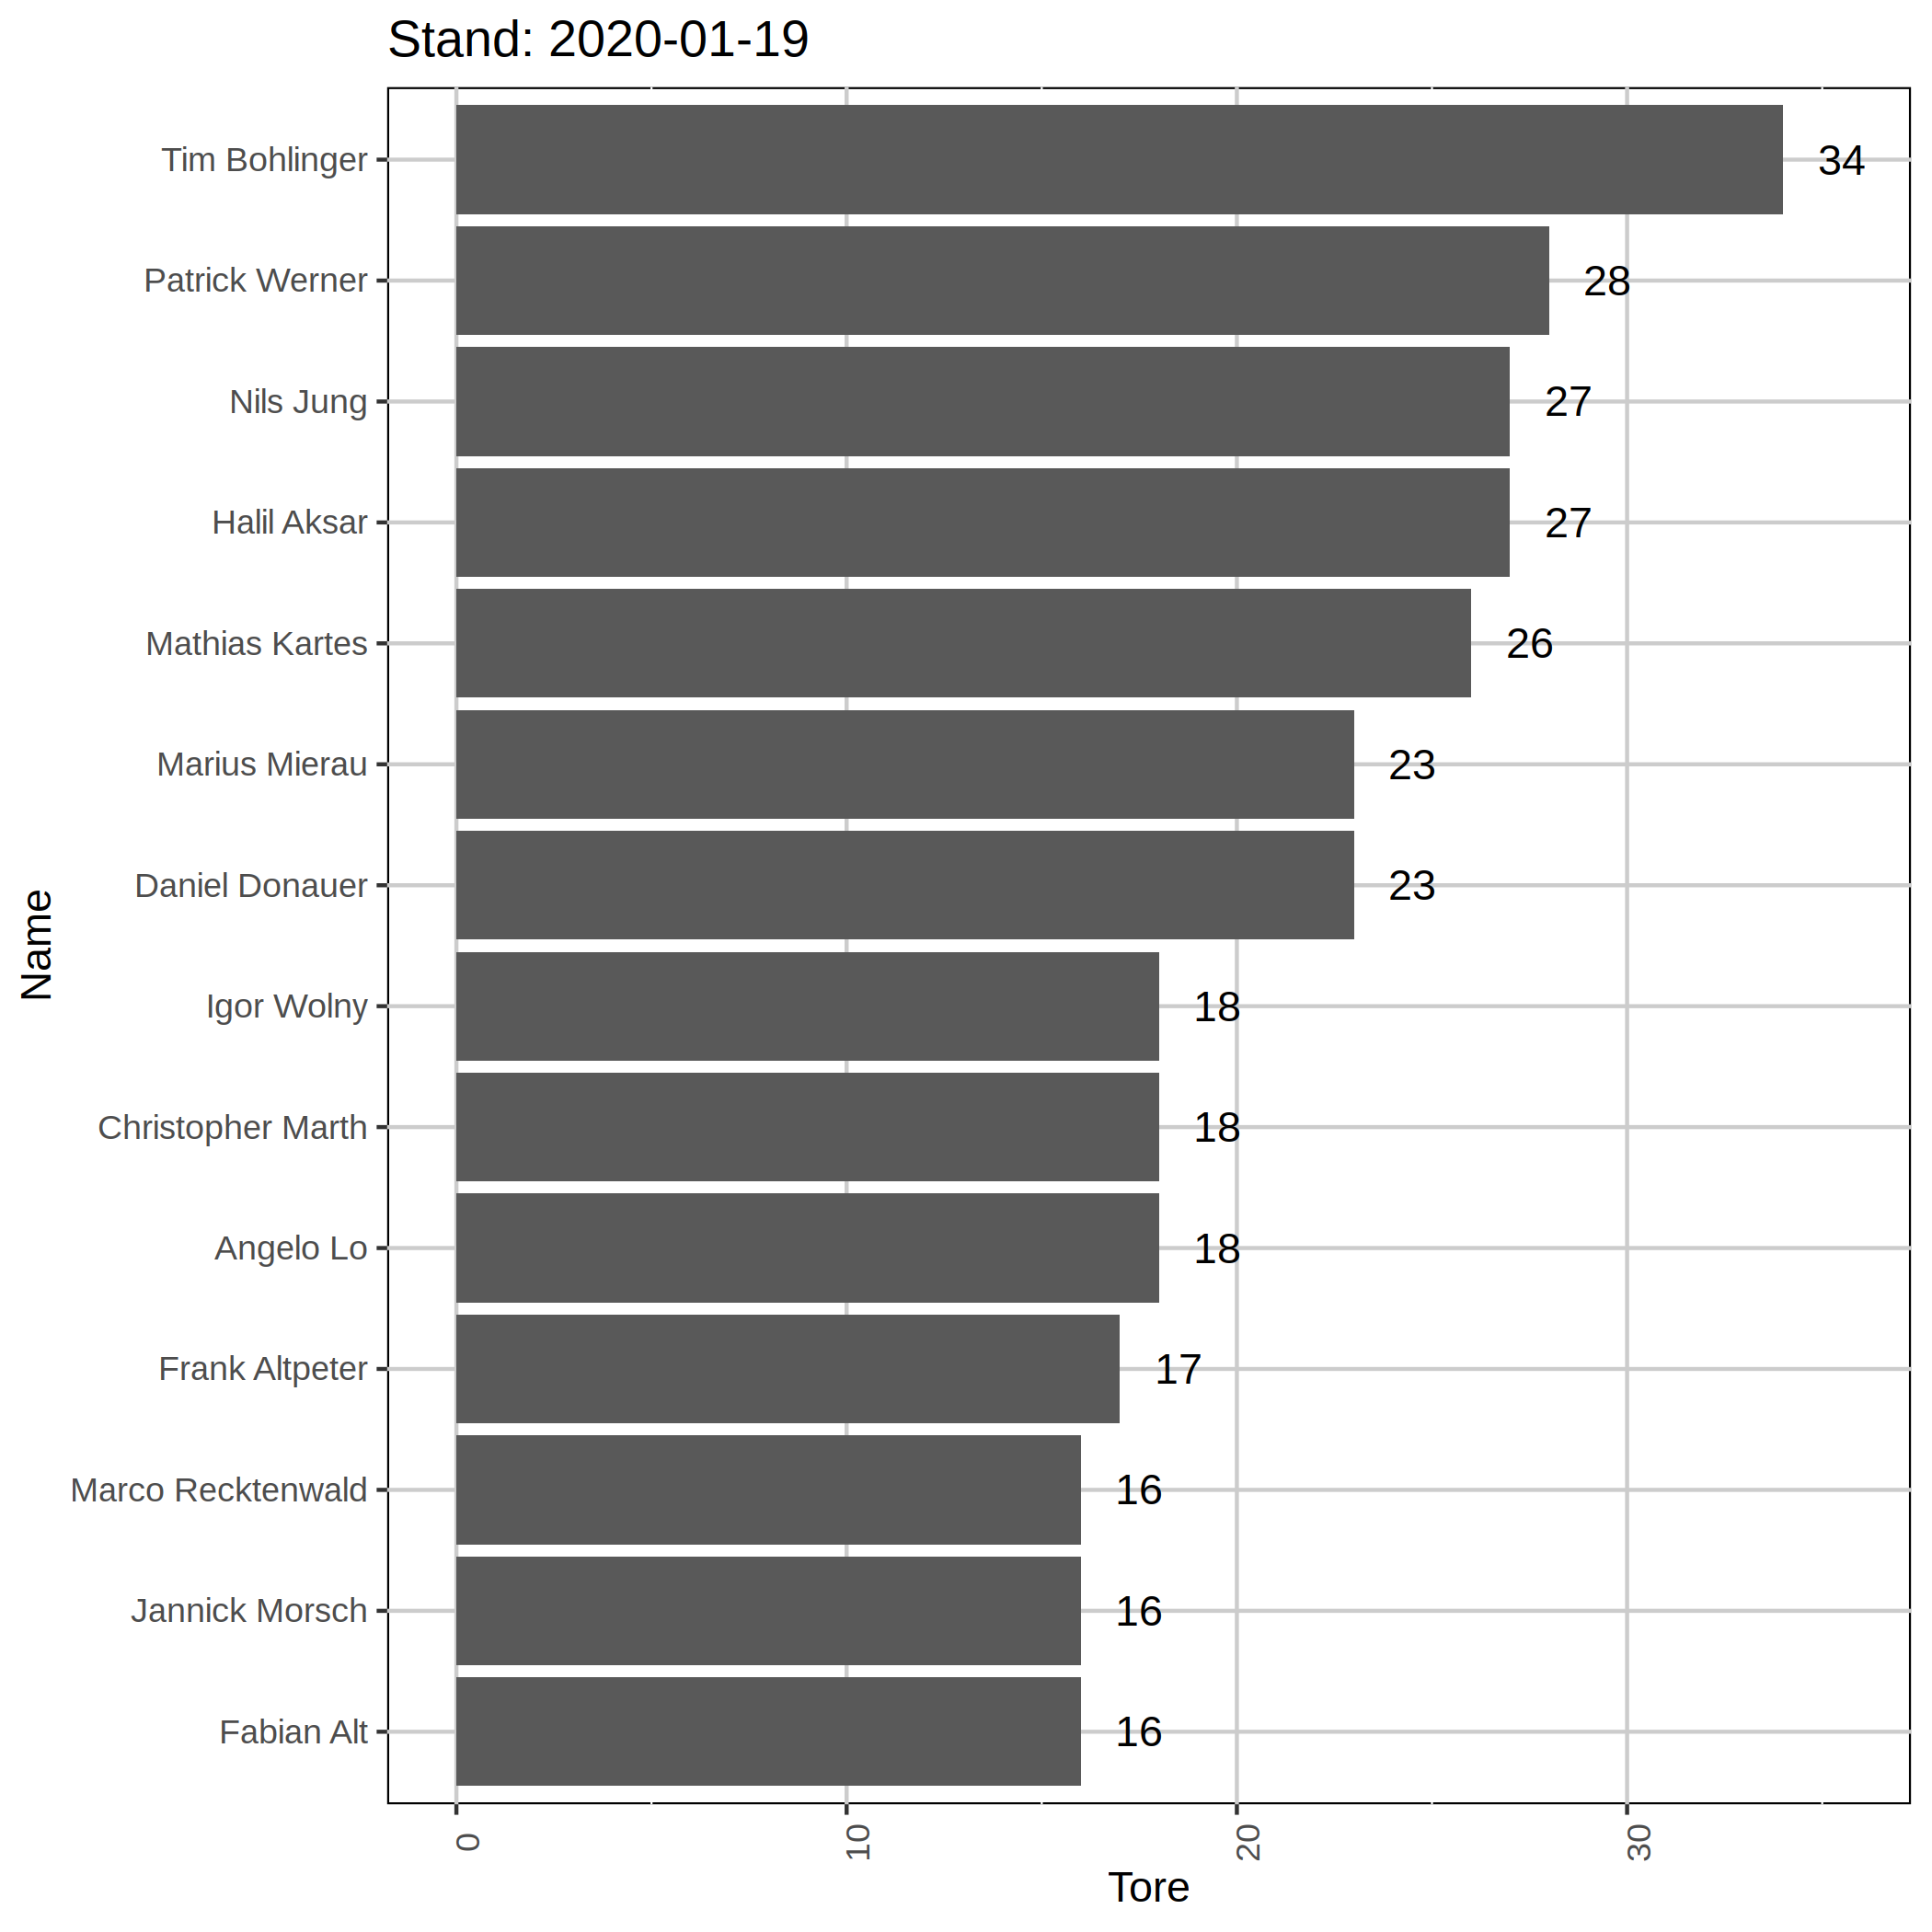 Stand: 2020-01-19
Tim Bohlinger 34
Patrick Werner 28
Nils Jung 27
Halil Aksar 27
Mathias Kartes 26
Marius Mierau 23
Daniel Donauer 23
Igor Wolny 18
Christopher Marth 18
Angelo Lo 18
Frank Altpeter 17
Marco Recktenwald 16
Jannick Morsch 16
Fabian Alt 16
Name
0 10 20 30
Tore